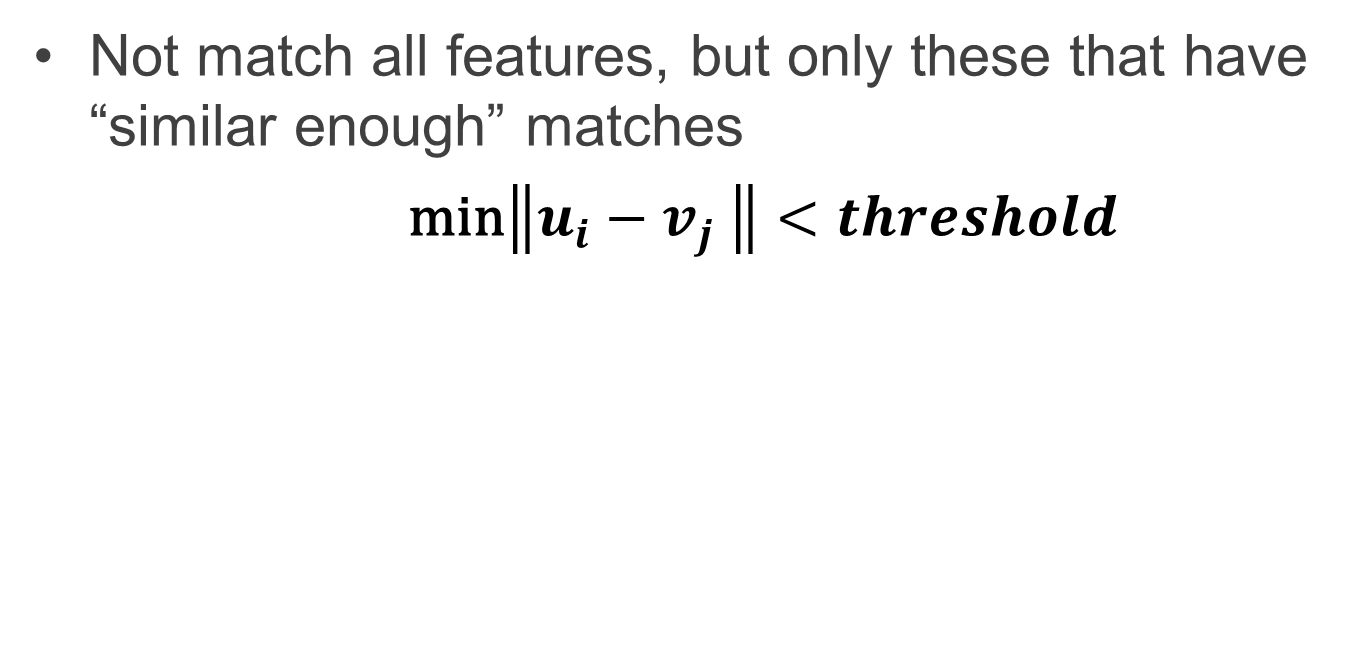 • Not match all features, but only these that have
“similar enough” matches
min‖𝒖ᵢ − 𝒗ⱼ ‖ < 𝒕𝒉𝒓𝒆𝒔𝒉𝒐𝒍𝒅